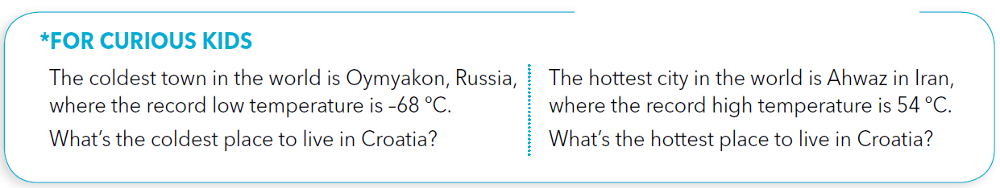 *FOR CURIOUS KIDS
The coldest town in the world is Oymyakon, Russia,
where the record low temperature is –68 °C.
What’s the coldest place to live in Croatia?
The hottest city in the world is Ahwaz in Iran,
where the record high temperature is 54 °C.
What’s the hottest place to live in Croatia?